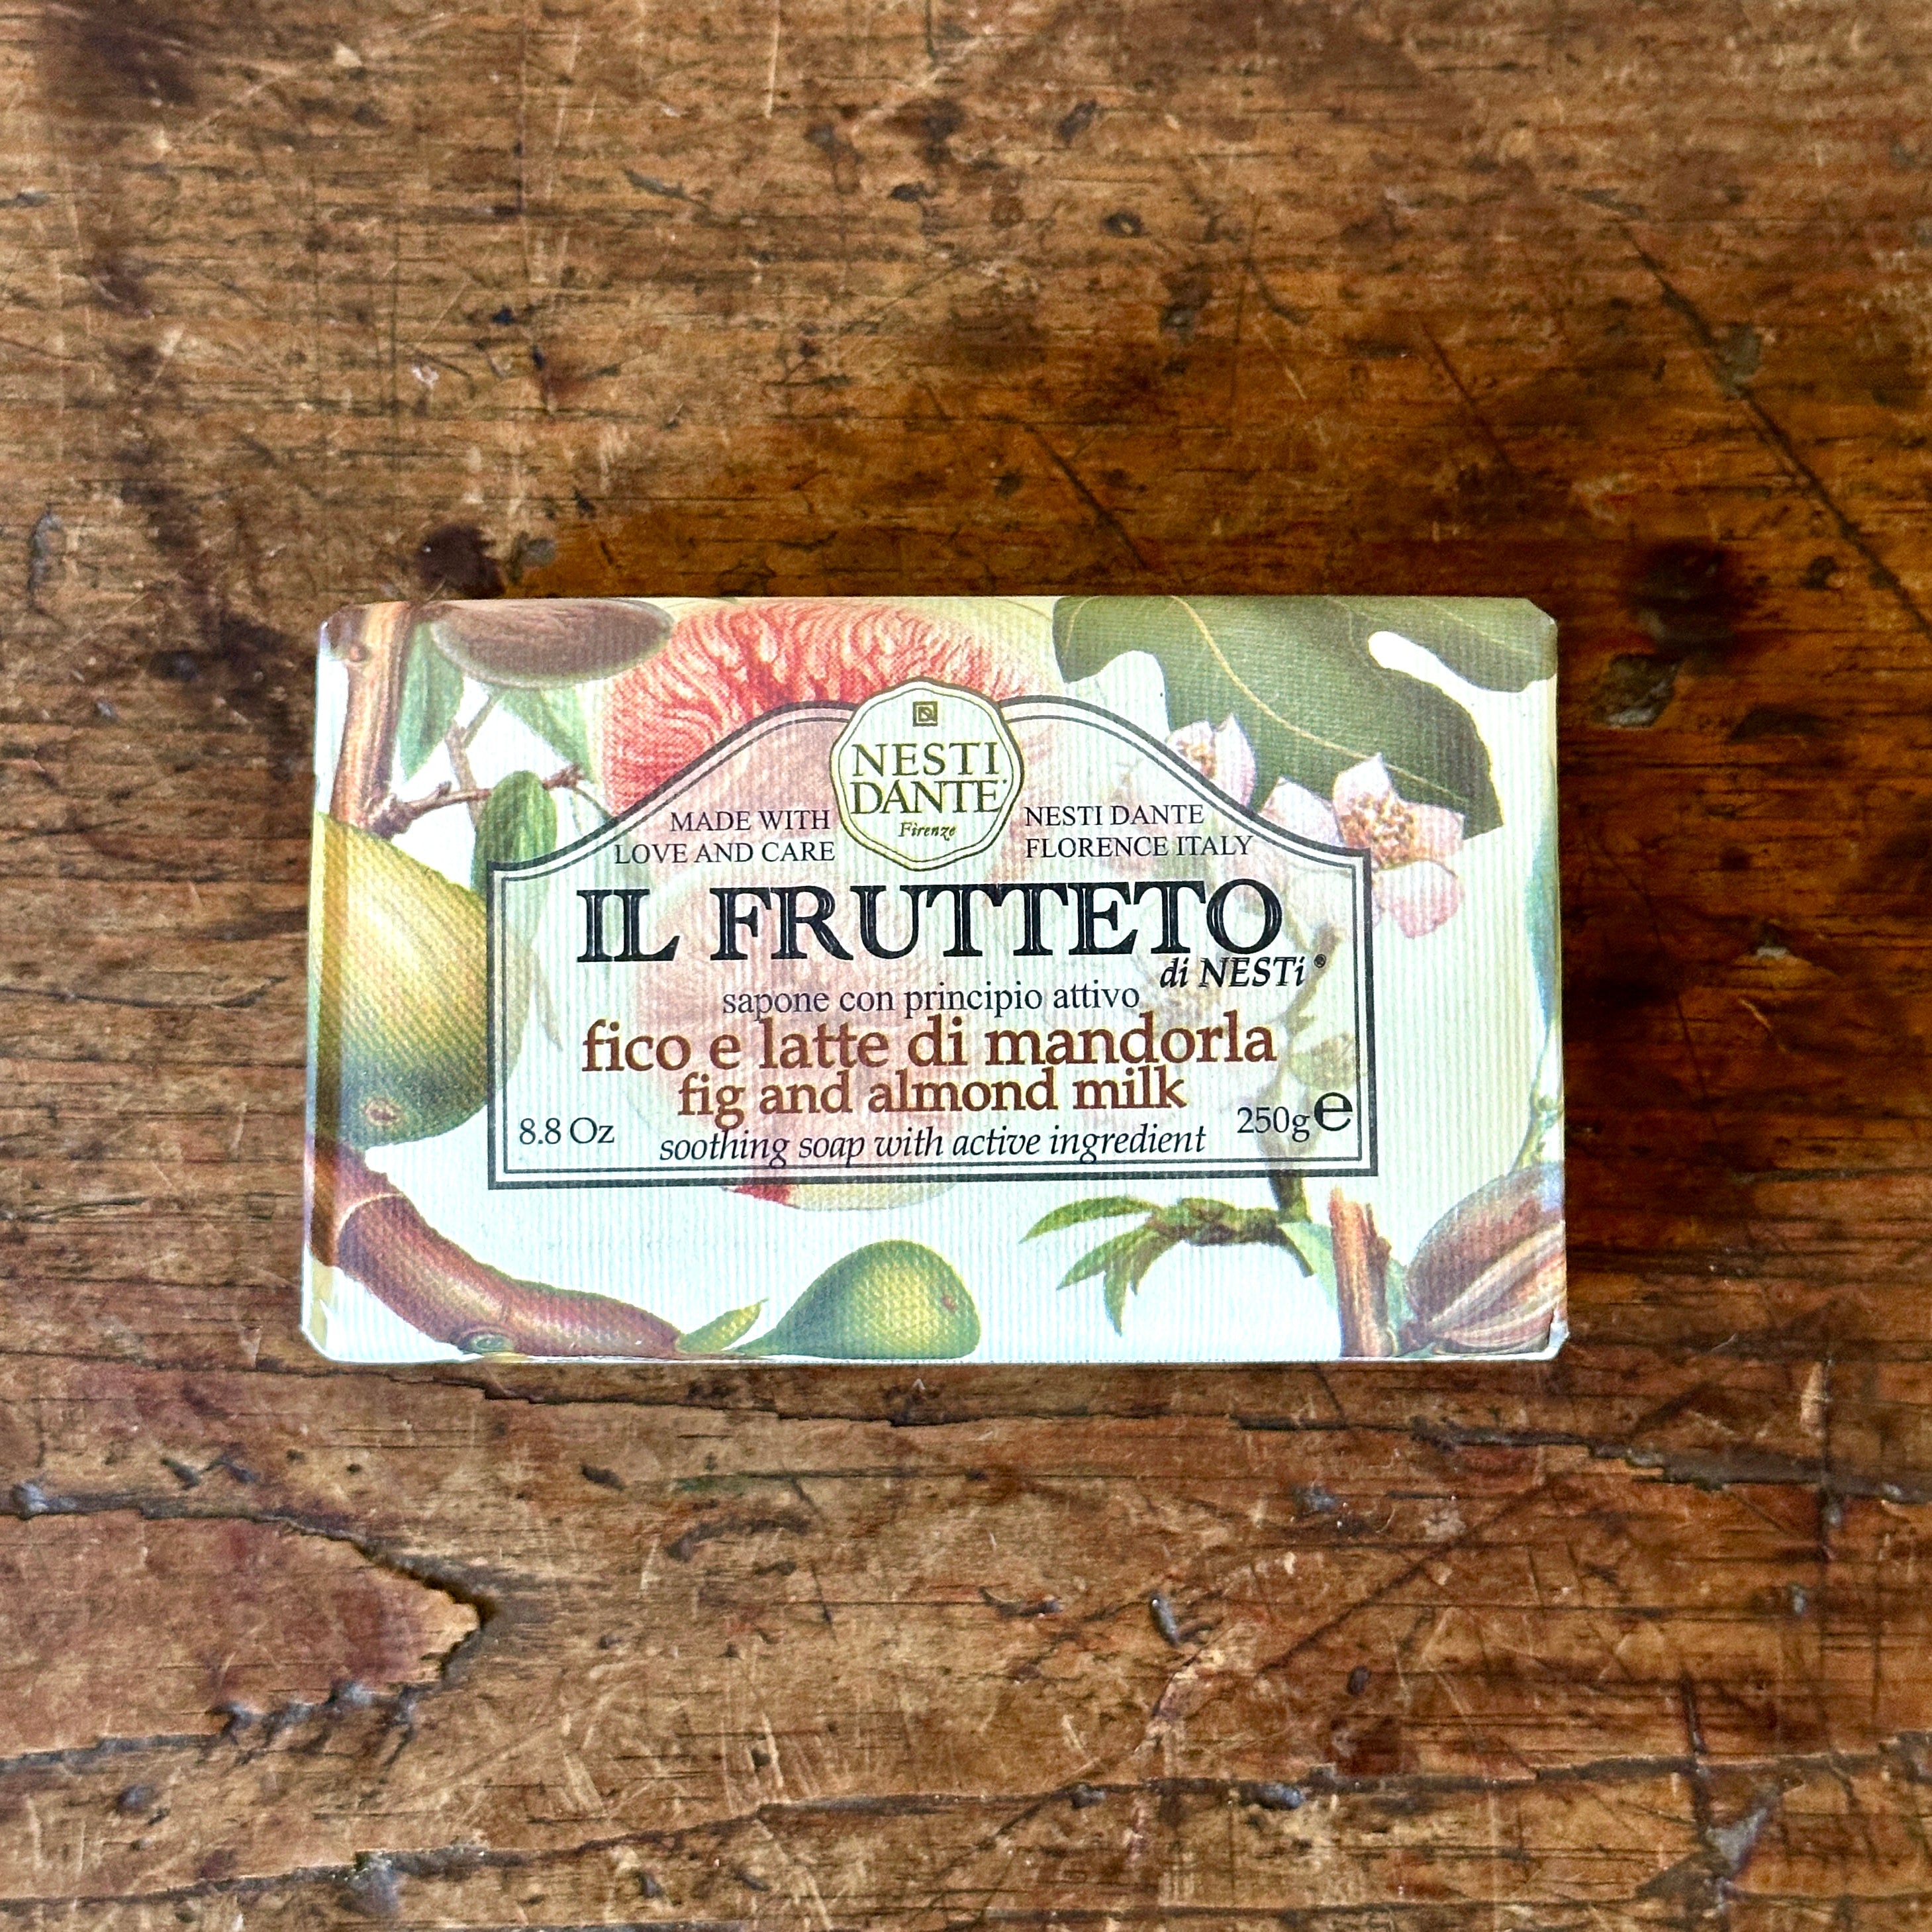 NESTI
DANTE
Firenze
MADE WITH
LOVE AND CARE
NESTI DANTE
FLORENCE ITALY
IL FRUTTETO
di NESTi®
sapone con principio attivo
fico e latte di mandorla
fig and almond milk
8.8 Oz
soothing soap with active ingredient
250g e